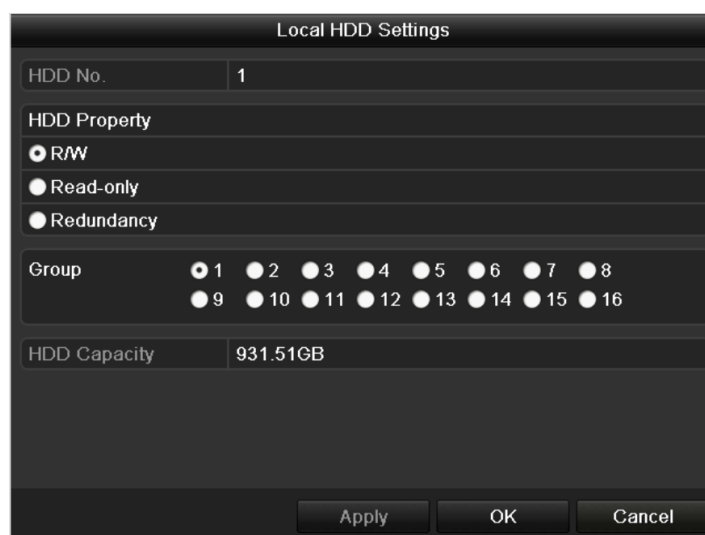 Local HDD Settings
HDD No. 1
HDD Property
R/W
Read-only
Redundancy
Group 1 2 3 4 5 6 7 8
9 10 11 12 13 14 15 16
HDD Capacity 931.51GB
Apply OK Cancel